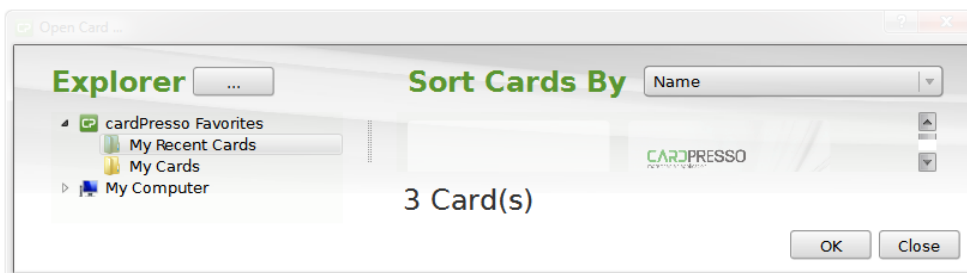 Open Card ...
Explorer ...
Sort Cards By Name
cardPresso Favorites
My Recent Cards
My Cards
My Computer
CARDPRESSO
3 Card(s)
OK Close